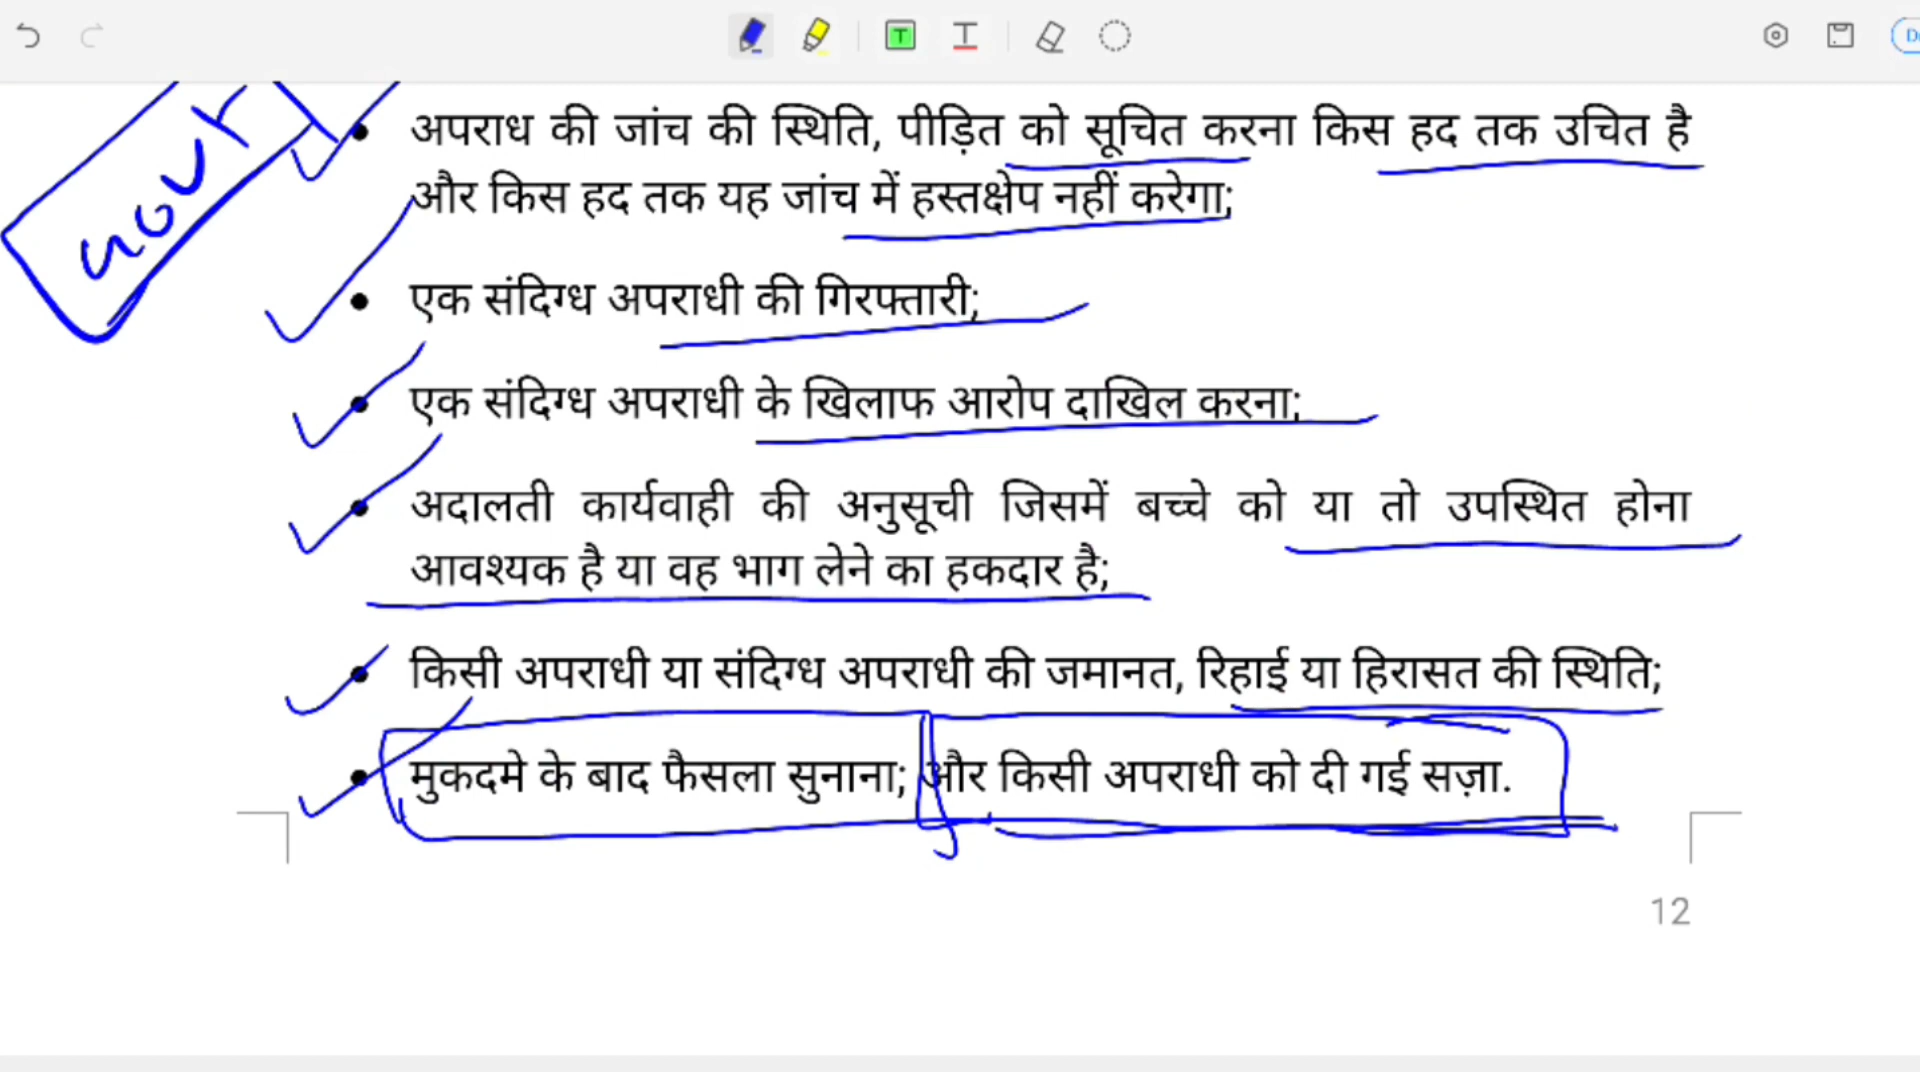 अपराध की जांच की स्थिति, पीड़ित को सूचित करना किस हद तक उचित है
और किस हद तक यह जांच में हस्तक्षेप नहीं करेगा;
एक संदिग्ध अपराधी की गिरफ्तारी;
एक संदिग्ध अपराधी के खिलाफ आरोप दाखिल करना;
अदालती कार्यवाही की अनुसूची जिसमें बच्चे को या तो उपस्थित होना
आवश्यक है या वह भाग लेने का हकदार है;
किसी अपराधी या संदिग्ध अपराधी की जमानत, रिहाई या हिरासत की स्थिति;
मुकदमे के बाद फैसला सुनाना; और किसी अपराधी को दी गई सज़ा.
12